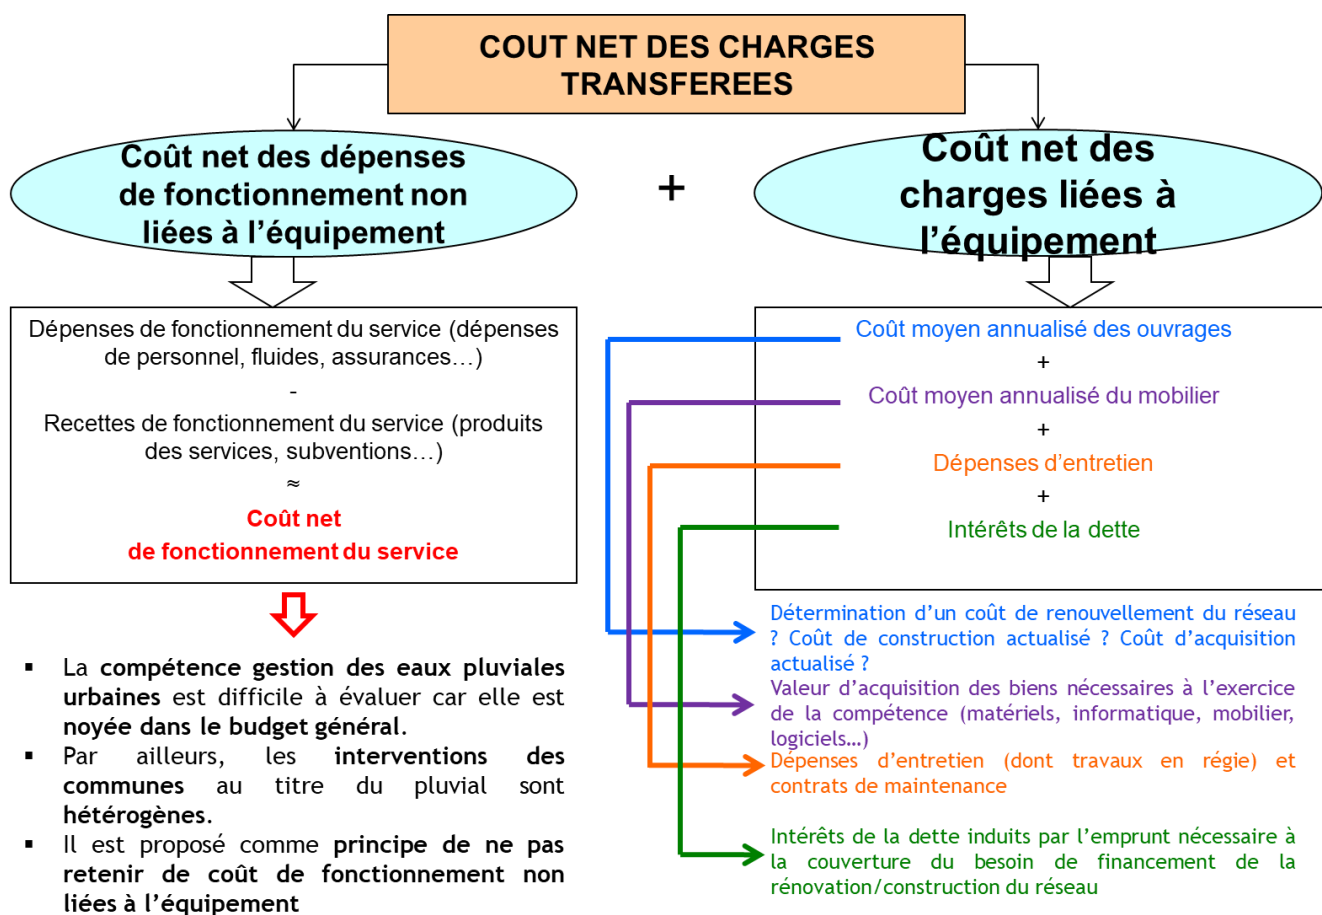 COUT NET DES CHARGES
TRANSFEREES
Coût net des dépenses
de fonctionnement non
liées à l’équipement
+
Coût net des
charges liées à
l’équipement
Dépenses de fonctionnement du service (dépenses
de personnel, fluides, assurances…)
-
Recettes de fonctionnement du service (produits
des services, subventions…)
≈
Coût net
de fonctionnement du service
▪ La compétence gestion des eaux pluviales
urbaines est difficile à évaluer car elle est
noyée dans le budget général.
▪ Par ailleurs, les interventions des
communes au titre du pluvial sont
hétérogènes.
▪ Il est proposé comme principe de ne pas
retenir de coût de fonctionnement non
liées à l’équipement
Coût moyen annualisé des ouvrages
+
Coût moyen annualisé du mobilier
+
Dépenses d’entretien
+
Intérêts de la dette
Détermination d’un coût de renouvellement du réseau
? Coût de construction actualisé ? Coût d’acquisition
actualisé ?
Valeur d’acquisition des biens nécessaires à l’exercice
de la compétence (matériels, informatique, mobilier,
logiciels…)
Dépenses d’entretien (dont travaux en régie) et
contrats de maintenance
Intérêts de la dette induits par l’emprunt nécessaire à
la couverture du besoin de financement de la
rénovation/construction du réseau